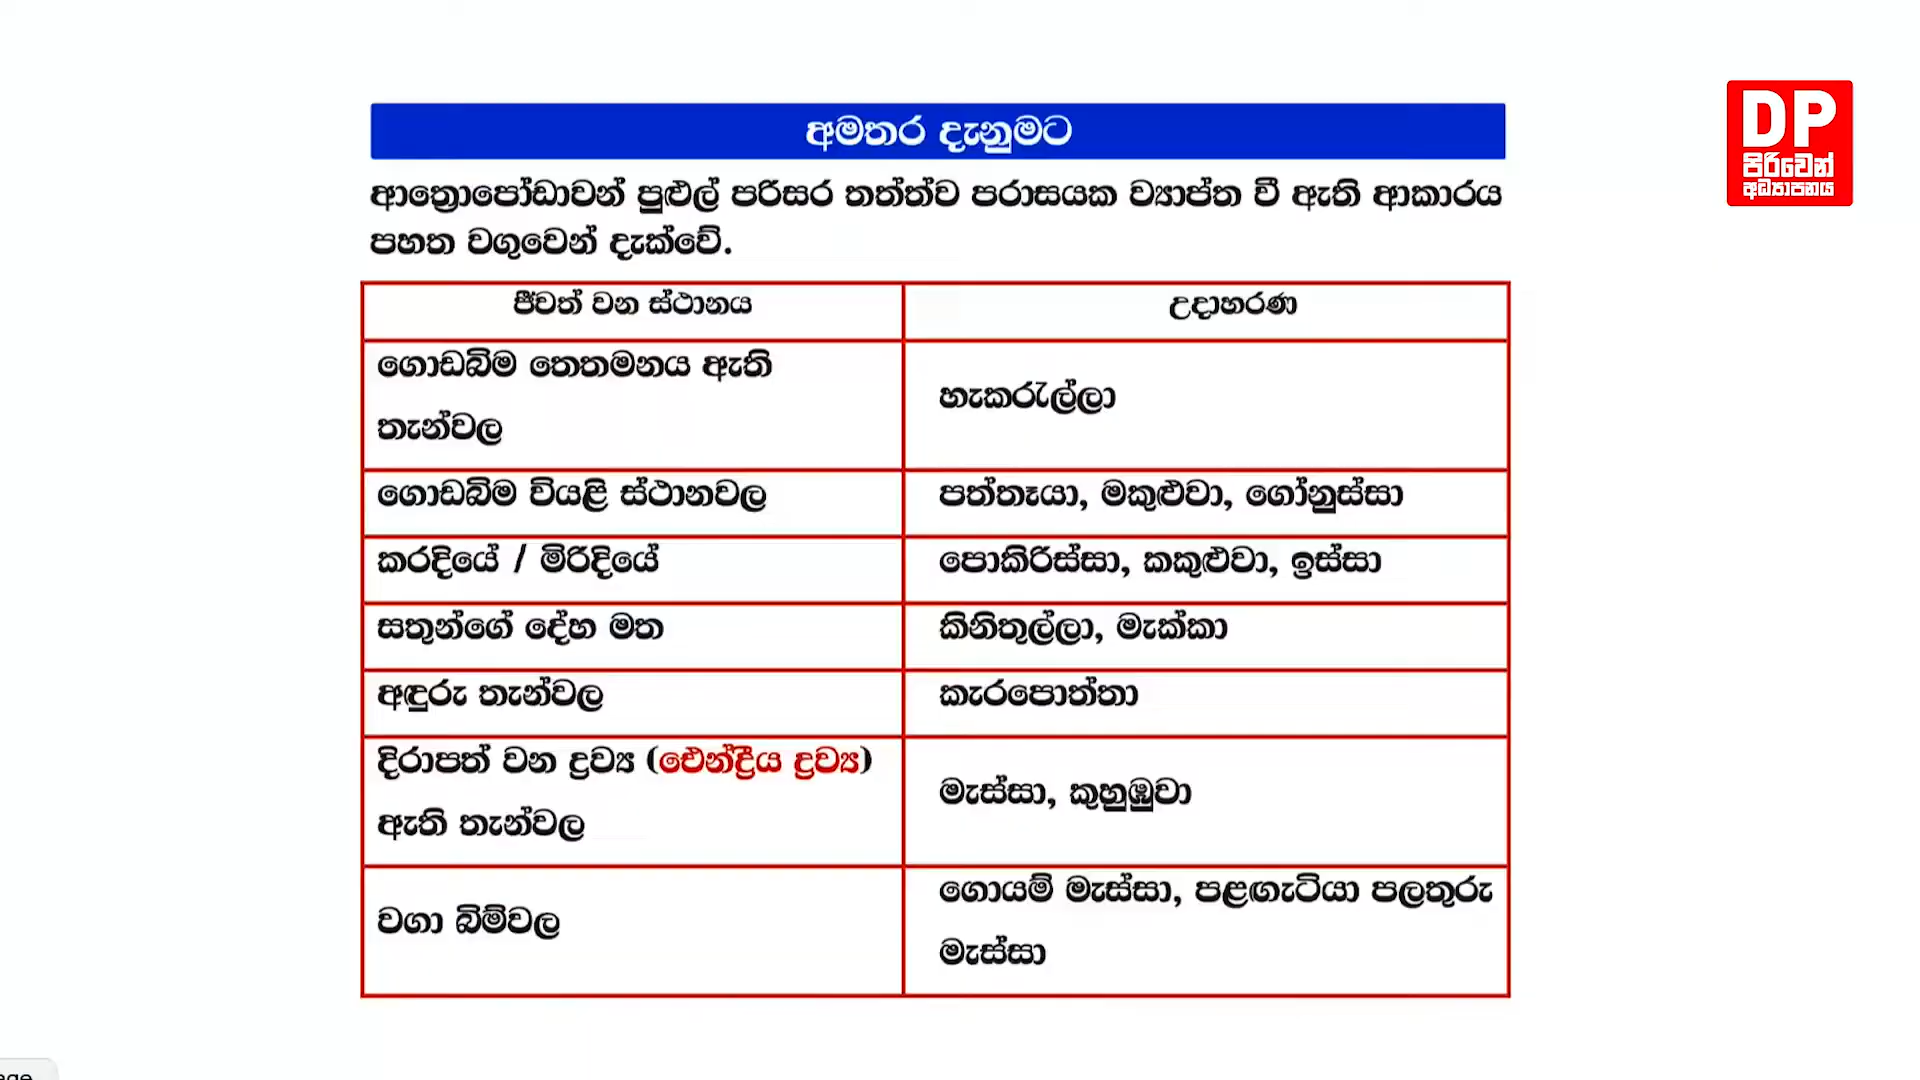 අමතර දැනුමට
DP
පිරිවෙන්
අධ්‍යාපනය
ආත්‍රොපෝඩාවන් පුළුල් පරිසර තත්ත්ව පරාසයක ව්‍යාප්ත වී ඇති ආකාරය
පහත වගුවෙන් දැක්වේ.
ජීවත් වන ස්ථානය
උදාහරණ
ගොඩබිම තෙතමනය ඇති
තැන්වල
හැකරැල්ලා
ගොඩබිම වියළි ස්ථානවල
පත්තෑයා, මකුළුවා, ගෝනුස්සා
කරදියේ / මිරිදියේ
පොකිරිස්සා, කකුළුවා, ඉස්සා
සතුන්ගේ දේහ මත
කිනිතුල්ලා, මැක්කා
අඳුරු තැන්වල
කැරපොත්තා
දිරාපත් වන ද්‍රව්‍ය (ඓන්ද්‍රීය ද්‍රව්‍ය)
ඇති තැන්වල
මැස්සා, කුහුඹුවා
වගා බිම්වල
ගොයම් මැස්සා, පළඟැටියා පලතුරු
මැස්සා